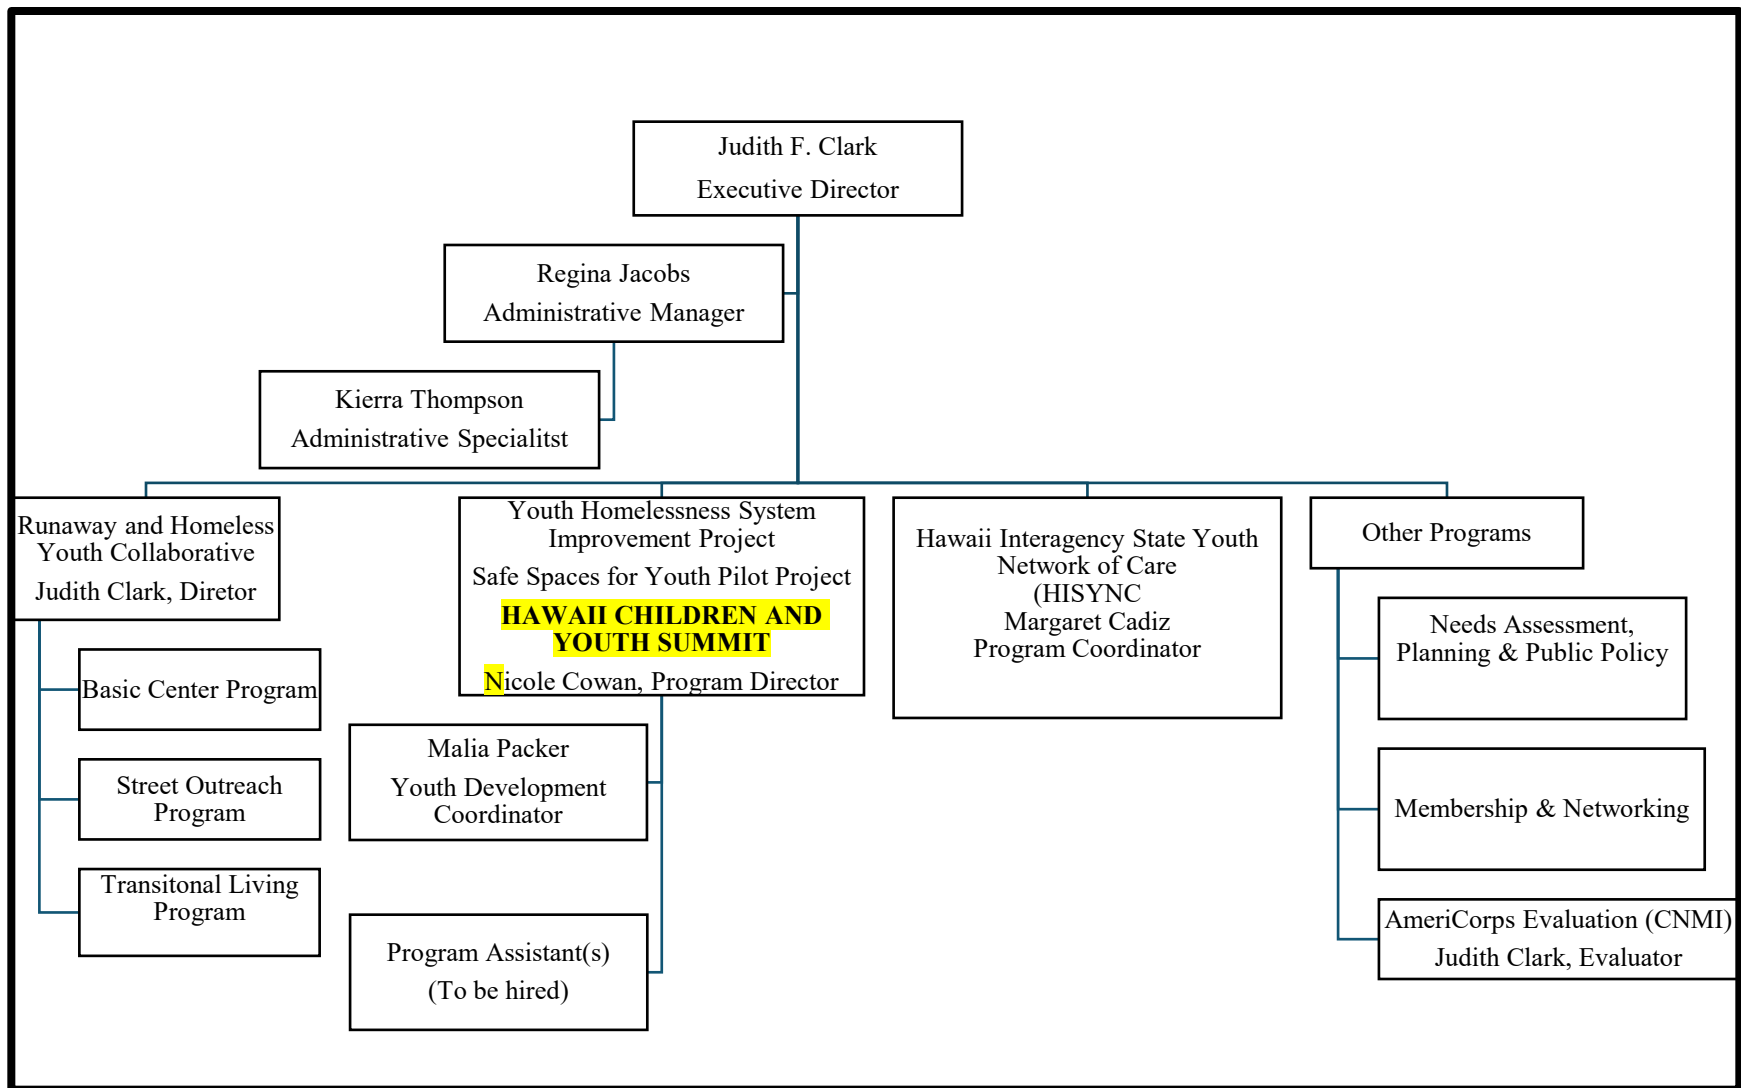 Judith F. Clark
Executive Director
Regina Jacobs
Administrative Manager
Kierra Thompson
Administrative Specialitst
Runaway and Homeless
Youth Collaborative
Judith Clark, Diretor
Basic Center Program
Street Outreach
Program
Transitonal Living
Program
Youth Homelessness System
Improvement Project
Safe Spaces for Youth Pilot Project
HAWAII CHILDREN AND
YOUTH SUMMIT
Nicole Cowan, Program Director
Malia Packer
Youth Development
Coordinator
Program Assistant(s)
(To be hired)
Hawaii Interagency State Youth
Network of Care
(HISYNC
Margaret Cadiz
Program Coordinator
Other Programs
Needs Assessment,
Planning & Public Policy
Membership & Networking
AmeriCorps Evaluation (CNMI)
Judith Clark, Evaluator